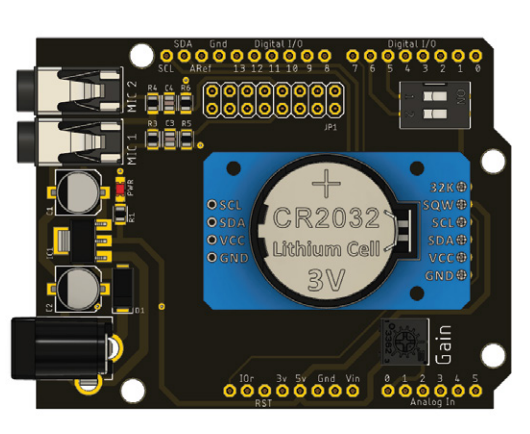 SDA Gnd Digital I/O Digital I/O
SCL ARef 13 12 11 10 9 8 7 6 5 4 3 2 1 0
MIC 2
R4 C4 R6
ON
MIC 1
R3 C3 R5
JP1
PWR
C1
R1
IC1
C2
D1
SCL
SDA
VCC
GND
CR2032
Lithium Cell
3V
32K
SQW
SCL
SDA
VCC
GND
3362
Gain
IOr 3v 5v Gnd Vin 0 1 2 3 4 5
RST Analog In